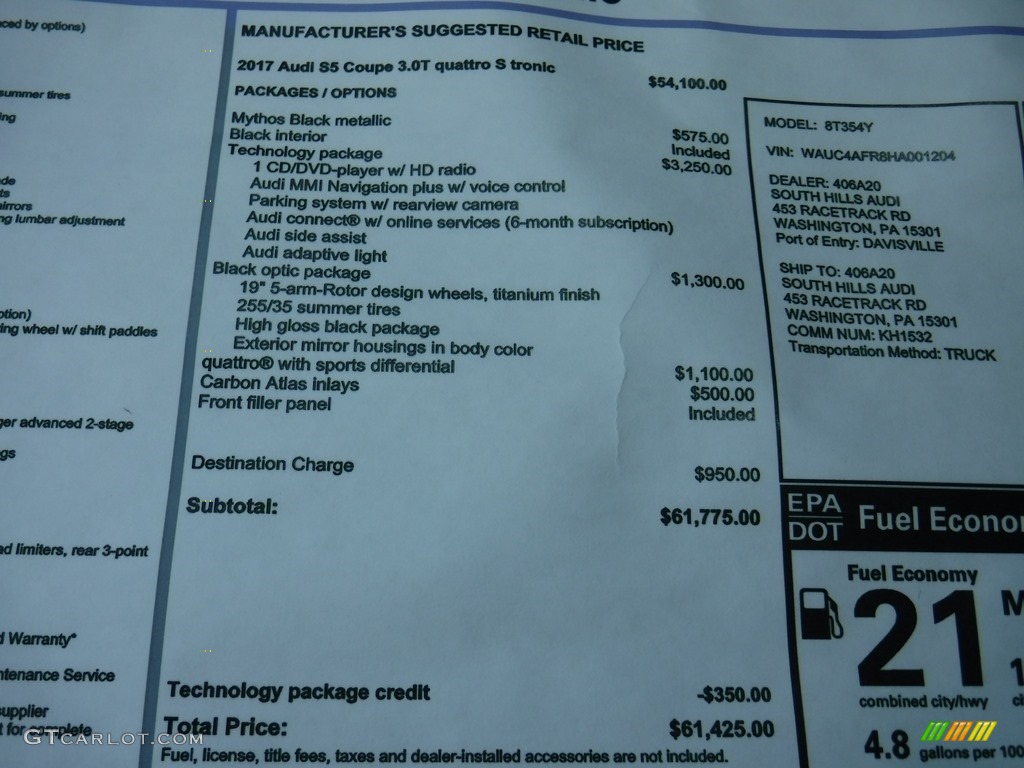 ced by options)
summer tires
mirrors
ng lumbar adjustment
ring wheel w/ shift paddles
ger advanced 2-stage
ad limiters, rear 3-point
d Warranty*
ntenance Service
supplier
t for complete
MANUFACTURER'S SUGGESTED RETAIL PRICE
2017 Audi S5 Coupe 3.0T quattro S tronic $54,100.00
PACKAGES / OPTIONS
Mythos Black metallic $575.00
Black interior Included
Technology package $3,250.00
1 CD/DVD-player w/ HD radio
Audi MMI Navigation plus w/ voice control
Parking system w/ rearview camera
Audi connect® w/ online services (6-month subscription)
Audi side assist
Audi adaptive light
Black optic package $1,300.00
19" 5-arm-Rotor design wheels, titanium finish
255/35 summer tires
High gloss black package
Exterior mirror housings in body color
quattro® with sports differential $1,100.00
Carbon Atlas inlays $500.00
Front filler panel Included
Destination Charge $950.00
Subtotal: $61,775.00
Technology package credit -$350.00
Total Price: $61,425.00
Fuel, license, title fees, taxes and dealer-installed accessories are not included.
MODEL: 8T354Y
VIN: WAUC4AFR8HA001204
DEALER: 406A20
SOUTH HILLS AUDI
453 RACETRACK RD
WASHINGTON, PA 15301
Port of Entry: DAVISVILLE
SHIP TO: 406A20
SOUTH HILLS AUDI
453 RACETRACK RD
WASHINGTON, PA 15301
COMM NUM: KH1532
Transportation Method: TRUCK
EPA
DOT
Fuel Econo
Fuel Economy
21
combined city/hwy
4.8 gallons per 100
GTCARLOT.COM